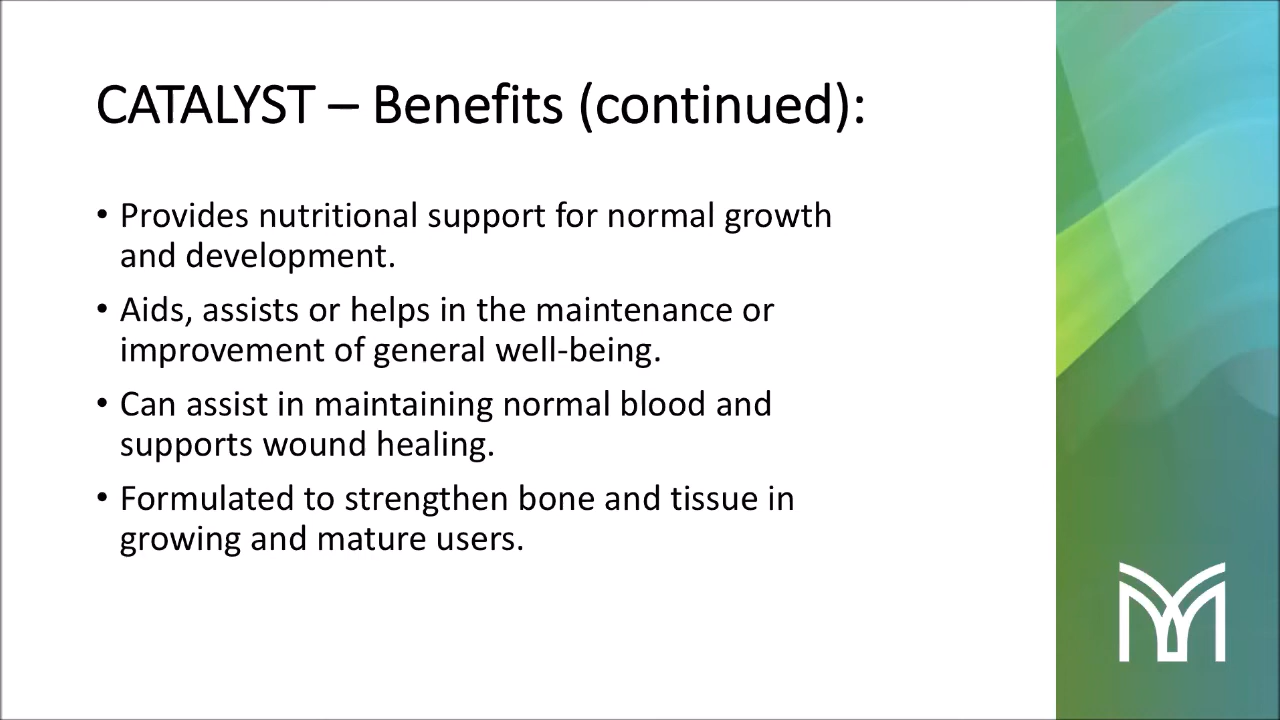 CATALYST – Benefits (continued):
• Provides nutritional support for normal growth
and development.
• Aids, assists or helps in the maintenance or
improvement of general well-being.
• Can assist in maintaining normal blood and
supports wound healing.
• Formulated to strengthen bone and tissue in
growing and mature users.